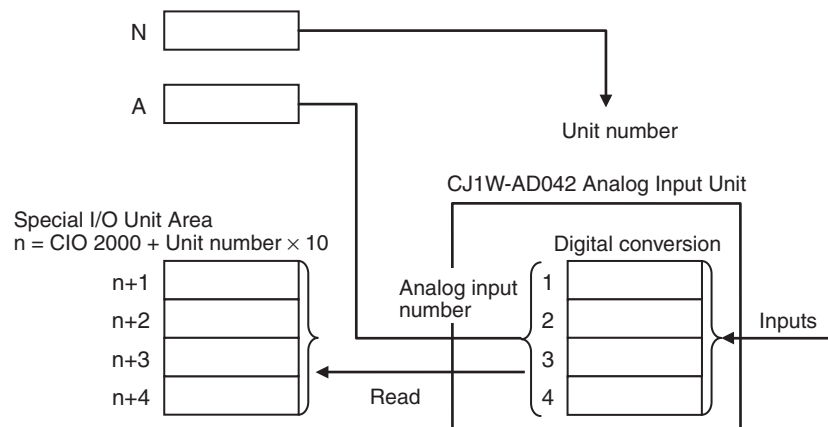 N
A
Unit number
CJ1W-AD042 Analog Input Unit
Special I/O Unit Area
n = CIO 2000 + Unit number × 10
Digital conversion
n+1
n+2
n+3
n+4
Analog input
number
1
2
3
4
Inputs
Read